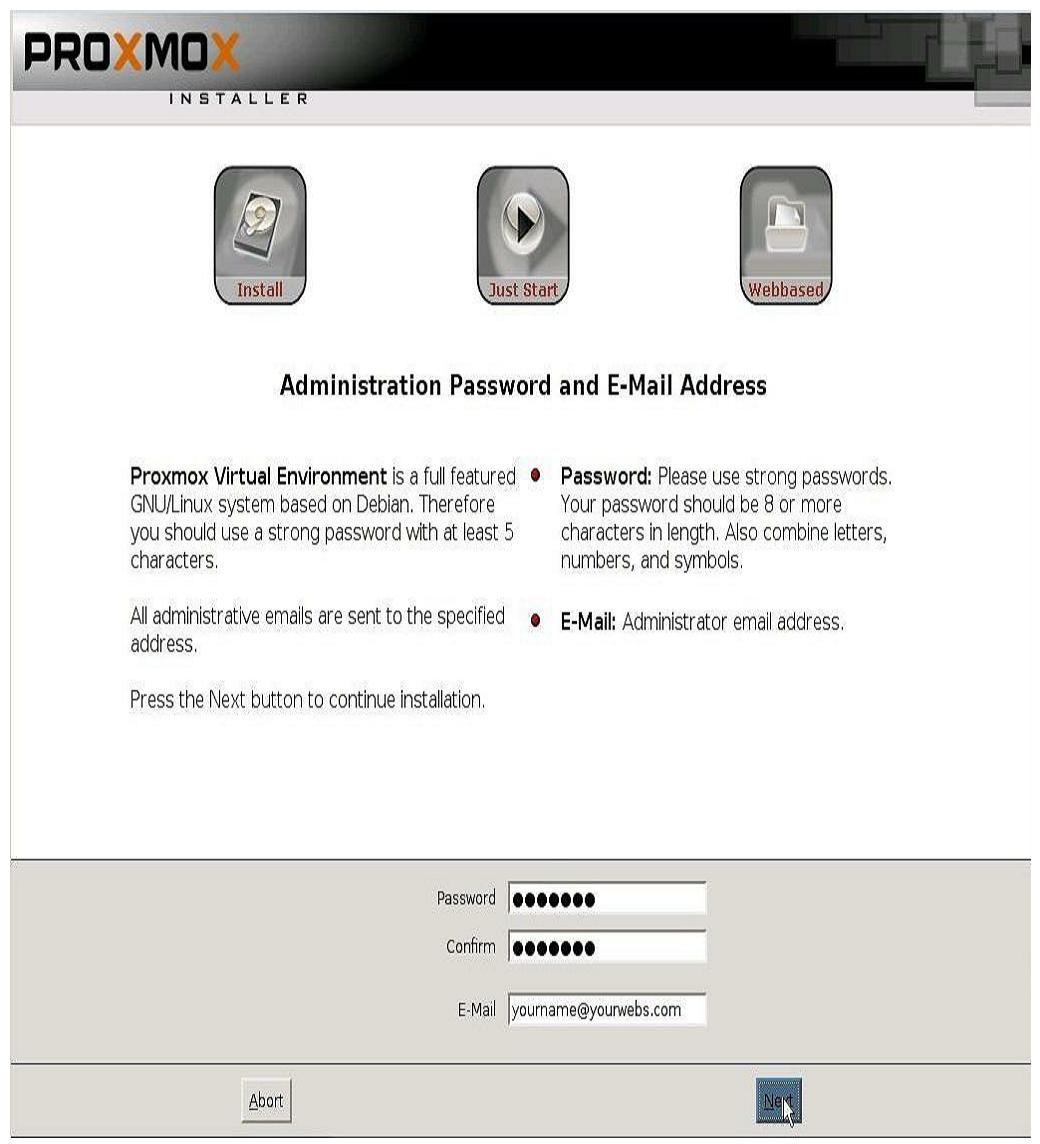 PROXMOX
INSTALLER
Install
Just Start
Webbased
Administration Password and E-Mail Address
Proxmox Virtual Environment is a full featured
GNU/Linux system based on Debian. Therefore
you should use a strong password with at least 5
characters.
All administrative emails are sent to the specified
address.
Press the Next button to continue installation.
Password: Please use strong passwords.
Your password should be 8 or more
characters in length. Also combine letters,
numbers, and symbols.
E-Mail: Administrator email address.
Password ●●●●●●●
Confirm ●●●●●●●
E-Mail yourname@yourwebs.com
Abort
Next